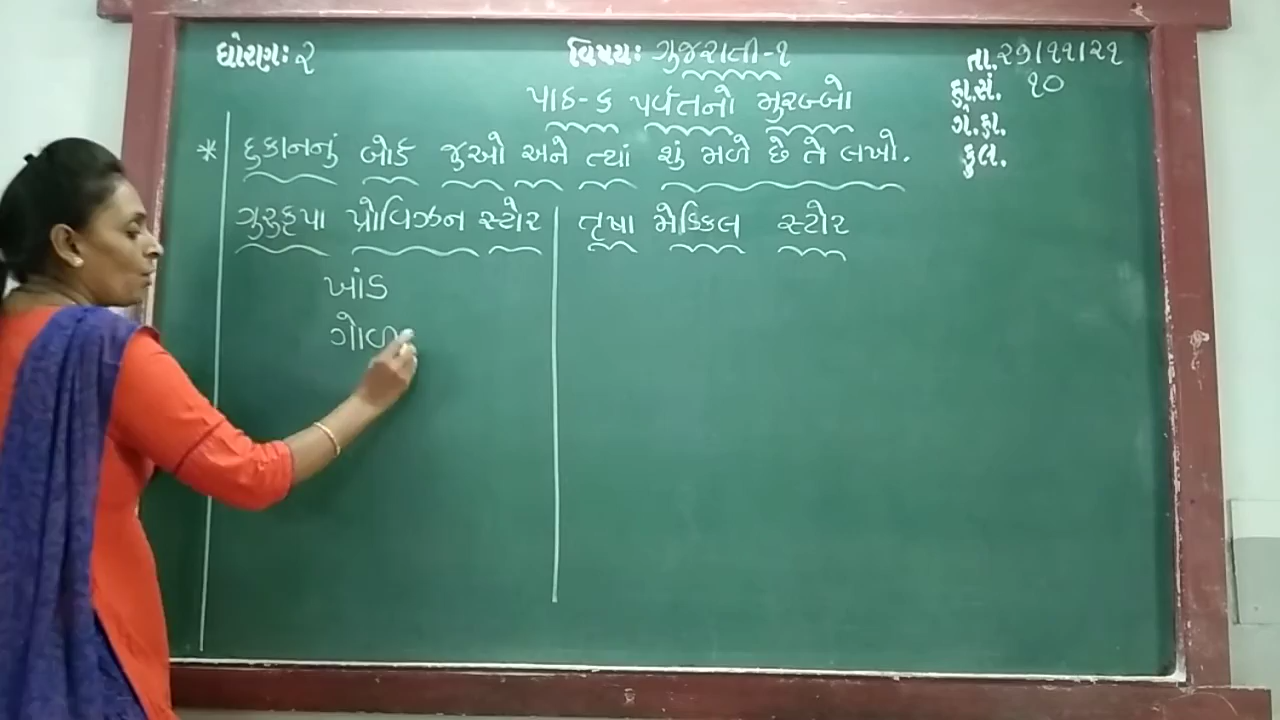 ધોરણઃ ૨ વિષયઃ ગુજરાતી-૧ તા.૨૭/૧૧/૨૧
પાઠ-૬ પર્વતનો મુરબ્બો હા.સં. ૧૦
ગે.હા.
કુલ.
* દુકાનનું બોર્ડ જુઓ અને ત્યાં શું મળે છે તે લખો.
ગુરુકૃપા પ્રોવિઝન સ્ટોર તૃષા મેડિકલ સ્ટોર
ખાંડ
ગોળ